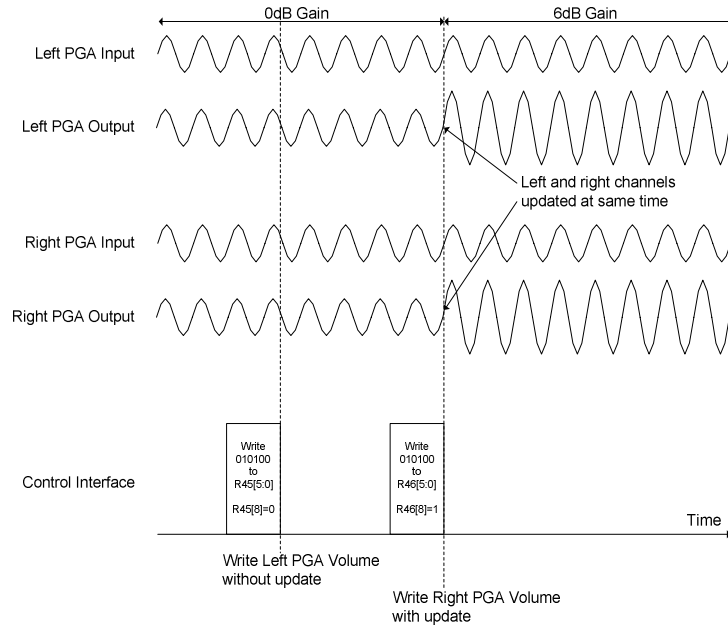 0dB Gain
6dB Gain
Left PGA Input
Left PGA Output
Left and right channels
updated at same time
Right PGA Input
Right PGA Output
Control Interface
Write
010100
to
R45[5:0]
R45[8]=0
Write
010100
to
R46[5:0]
R46[8]=1
Time
Write Left PGA Volume
without update
Write Right PGA Volume
with update